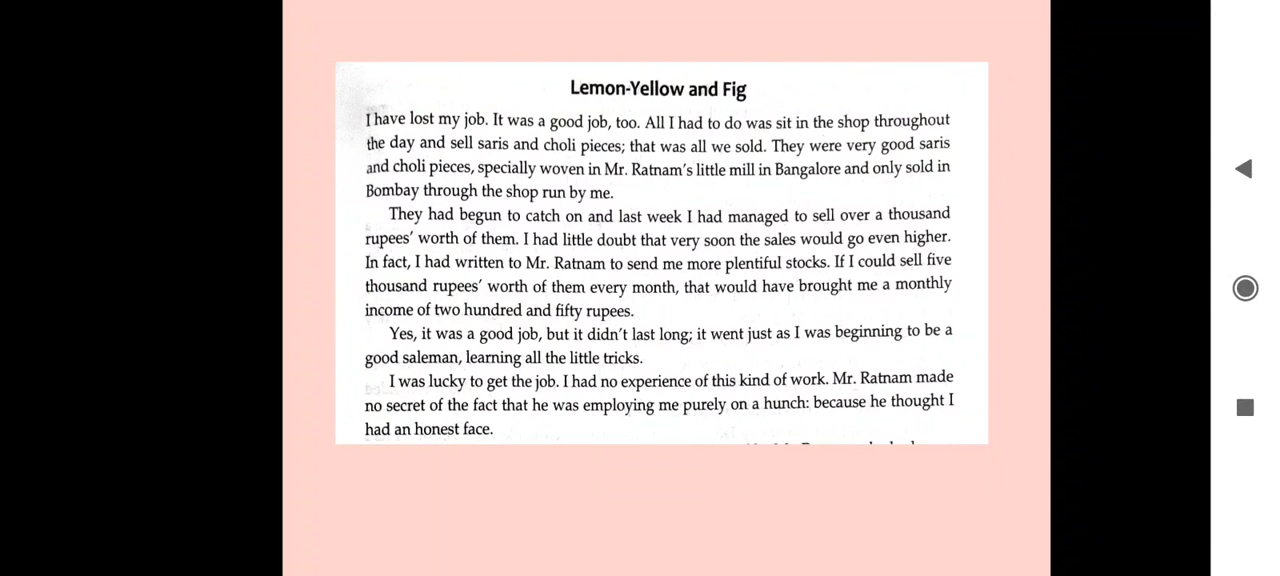 Lemon-Yellow and Fig
I have lost my job. It was a good job, too. All I had to do was sit in the shop throughout
the day and sell saris and choli pieces; that was all we sold. They were very good saris
and choli pieces, specially woven in Mr. Ratnam's little mill in Bangalore and only sold in
Bombay through the shop run by me.
They had begun to catch on and last week I had managed to sell over a thousand
rupees' worth of them. I had little doubt that very soon the sales would go even higher.
In fact, I had written to Mr. Ratnam to send me more plentiful stocks. If I could sell five
thousand rupees' worth of them every month, that would have brought me a monthly
income of two hundred and fifty rupees.
Yes, it was a good job, but it didn't last long; it went just as I was beginning to be a
good saleman, learning all the little tricks.
I was lucky to get the job. I had no experience of this kind of work. Mr. Ratnam made
no secret of the fact that he was employing me purely on a hunch: because he thought I
had an honest face.